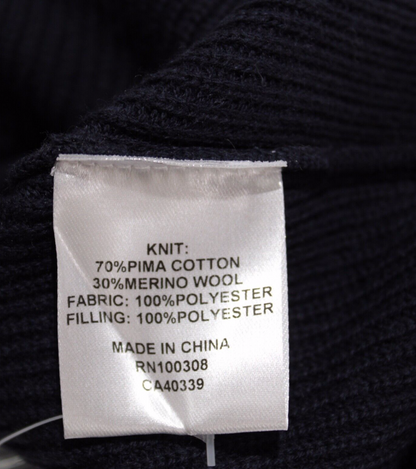 KNIT:
70%PIMA COTTON
30%MERINO WOOL
FABRIC: 100%POLYESTER
FILLING: 100%POLYESTER
MADE IN CHINA
RN100308
CA40339